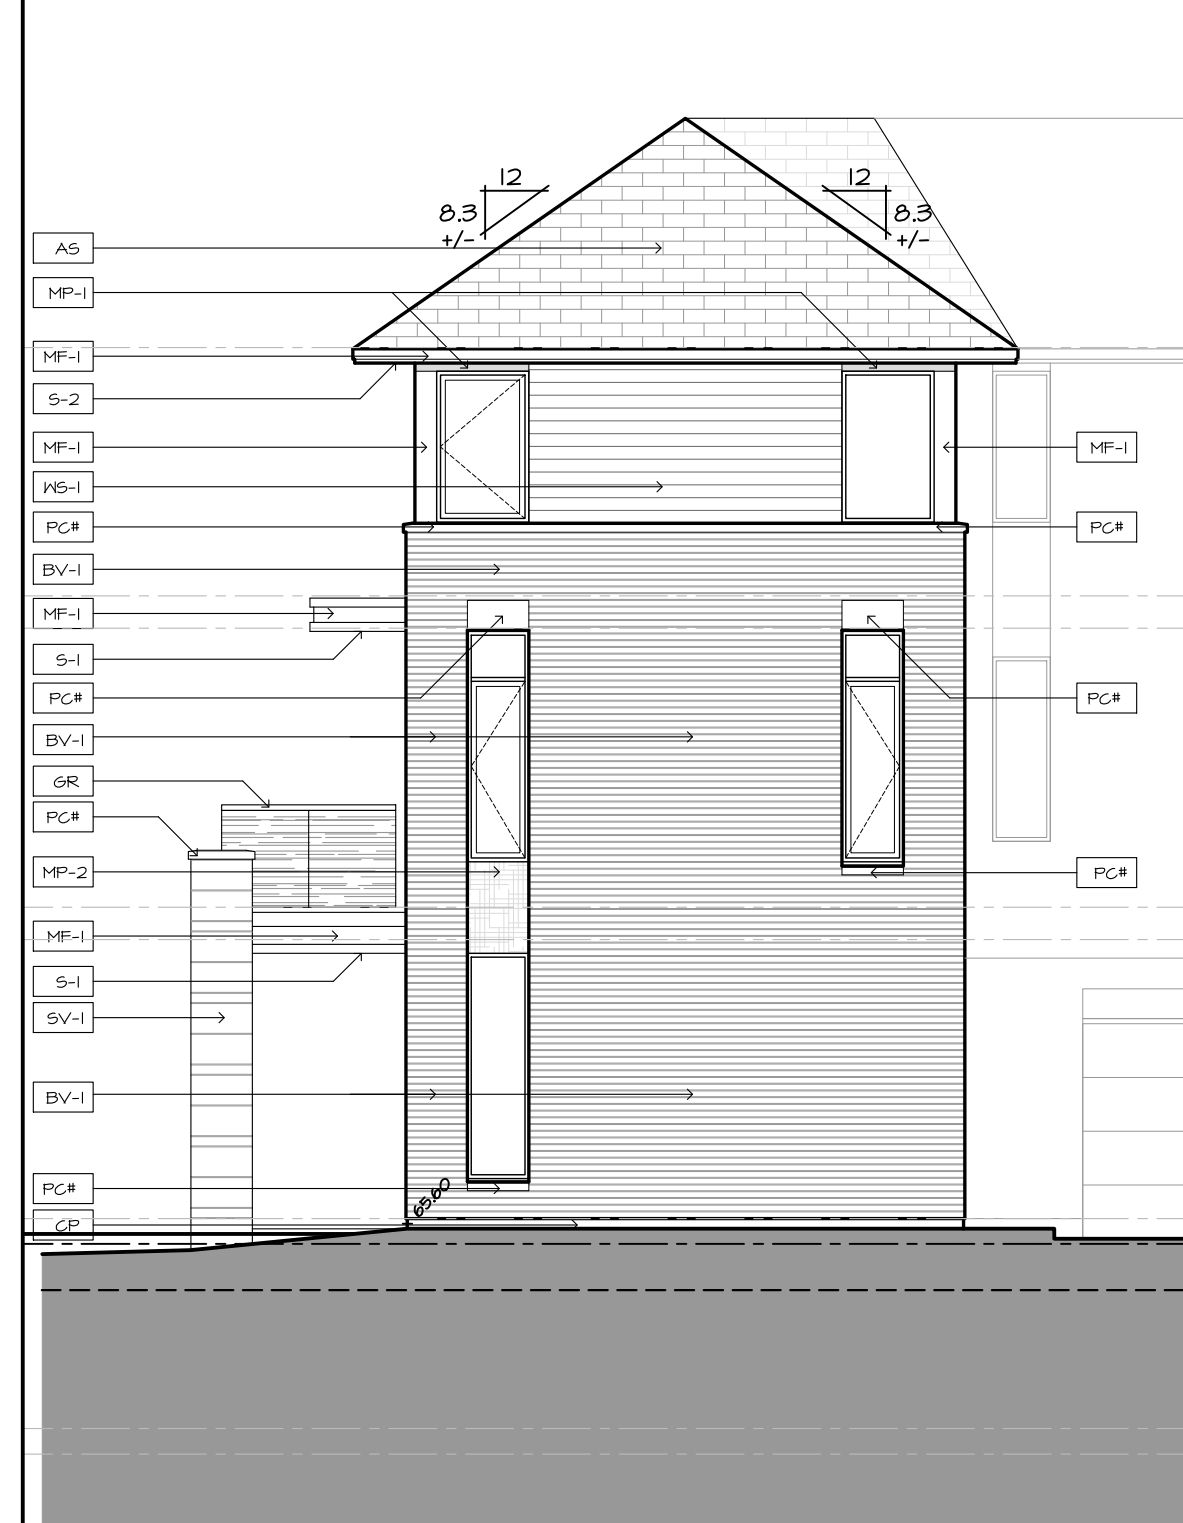 12
12
8.3
+/-
8.3
+/-
AS
MP-1
MF-1
S-2
MF-1
MF-1
WS-1
PC#
PC#
BV-1
MF-1
S-1
PC#
PC#
BV-1
GR
PC#
MP-2
PC#
MF-1
S-1
SV-1
BV-1
PC#
65.60
CP